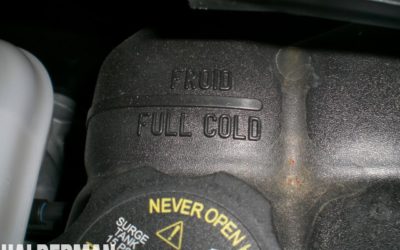 FROID
FULL COLD
NEVER OPEN
SURGE
TANK
HALDERMAN